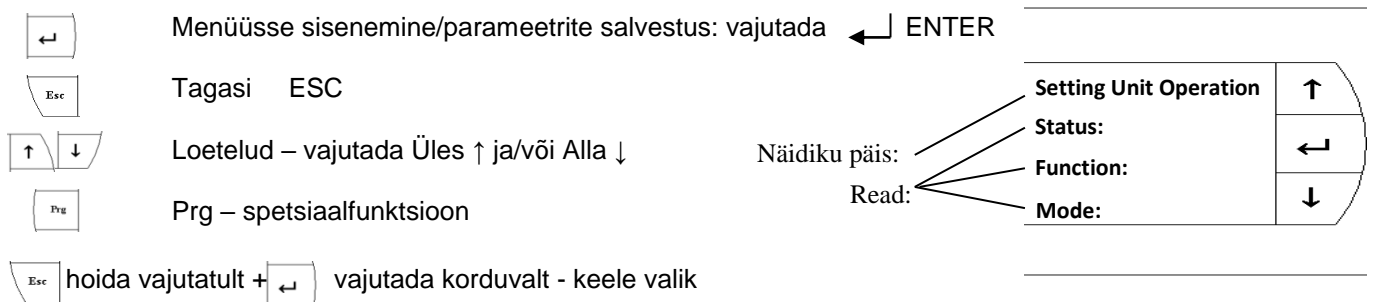 ↵ Menüüsse sisenemine/parameetrite salvestus: vajutada ENTER
Esc Tagasi ESC
↑ ↓ Loetelud – vajutada Üles ↑ ja/või Alla ↓
Prg Prg – spetsiaalfunktsioon
Esc hoida vajutatult + ↵ vajutada korduvalt - keele valik
Näidiku päis:
Read:
Setting Unit Operation ↑
Status:
↵
Function:
Mode: ↓